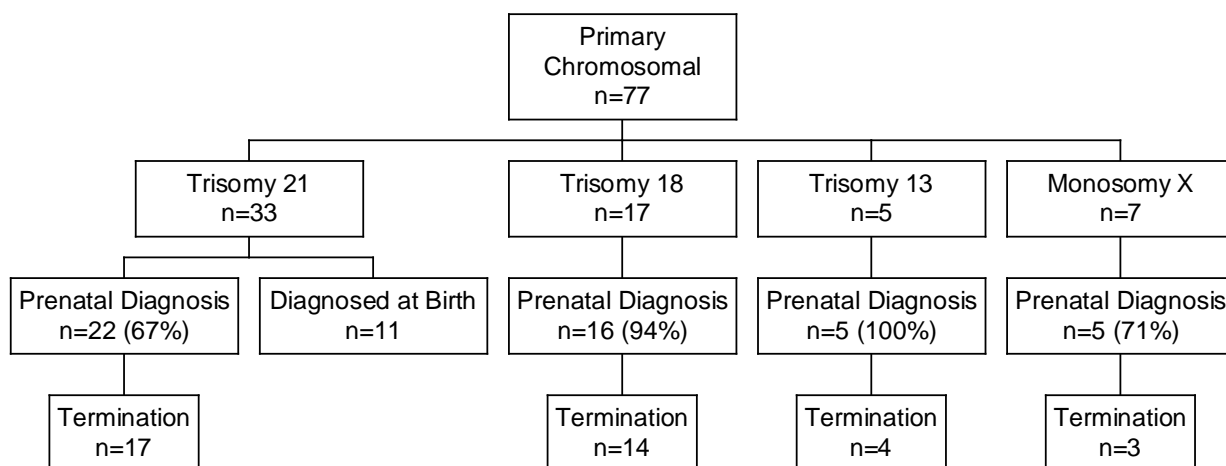 Primary
Chromosomal
n=77
Trisomy 21
n=33
Trisomy 18
n=17
Trisomy 13
n=5
Monosomy X
n=7
Prenatal Diagnosis
n=22 (67%)
Diagnosed at Birth
n=11
Prenatal Diagnosis
n=16 (94%)
Prenatal Diagnosis
n=5 (100%)
Prenatal Diagnosis
n=5 (71%)
Termination
n=17
Termination
n=14
Termination
n=4
Termination
n=3